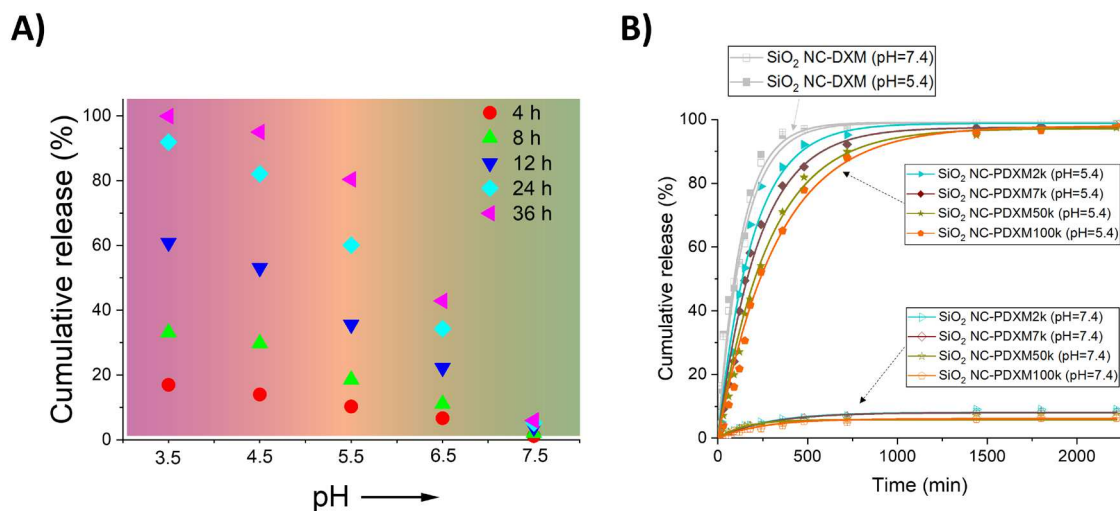 A)
B)
Cumulative release (%)
100
80
60
40
20
0
3.5
4.5
5.5
6.5
7.5
pH
4 h
8 h
12 h
24 h
36 h
SiO₂ NC-DXM (pH=7.4)
SiO₂ NC-DXM (pH=5.4)
Cumulative release (%)
100
80
60
40
20
0
SiO₂ NC-PDXM2k (pH=5.4)
SiO₂ NC-PDXM7k (pH=5.4)
SiO₂ NC-PDXM50k (pH=5.4)
SiO₂ NC-PDXM100k (pH=5.4)
SiO₂ NC-PDXM2k (pH=7.4)
SiO₂ NC-PDXM7k (pH=7.4)
SiO₂ NC-PDXM50k (pH=7.4)
SiO₂ NC-PDXM100k (pH=7.4)
0
500
1000
1500
2000
Time (min)